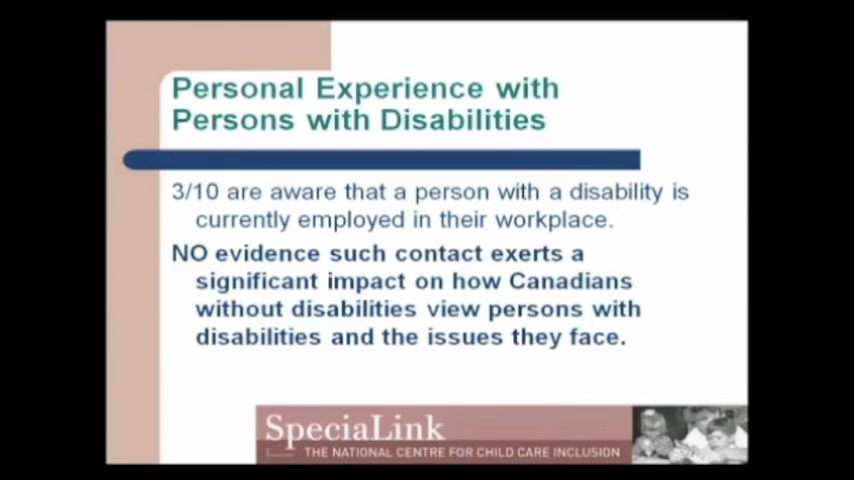 Personal Experience with
Persons with Disabilities
3/10 are aware that a person with a disability is
currently employed in their workplace.
NO evidence such contact exerts a
significant impact on how Canadians
without disabilities view persons with
disabilities and the issues they face.
SpeciaLink
THE NATIONAL CENTRE FOR CHILD CARE INCLUSION